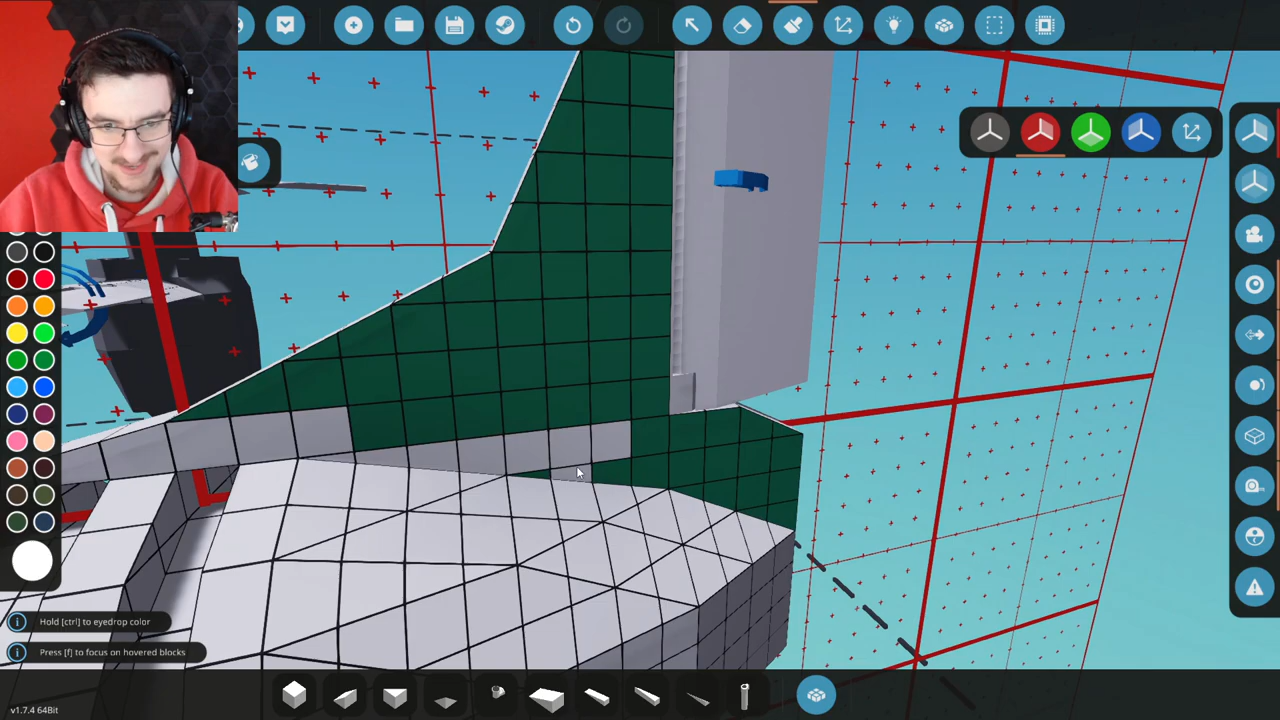 Hold [ctrl] to eyedrop color
Press [f] to focus on hovered blocks
v1.7.4 64Bit